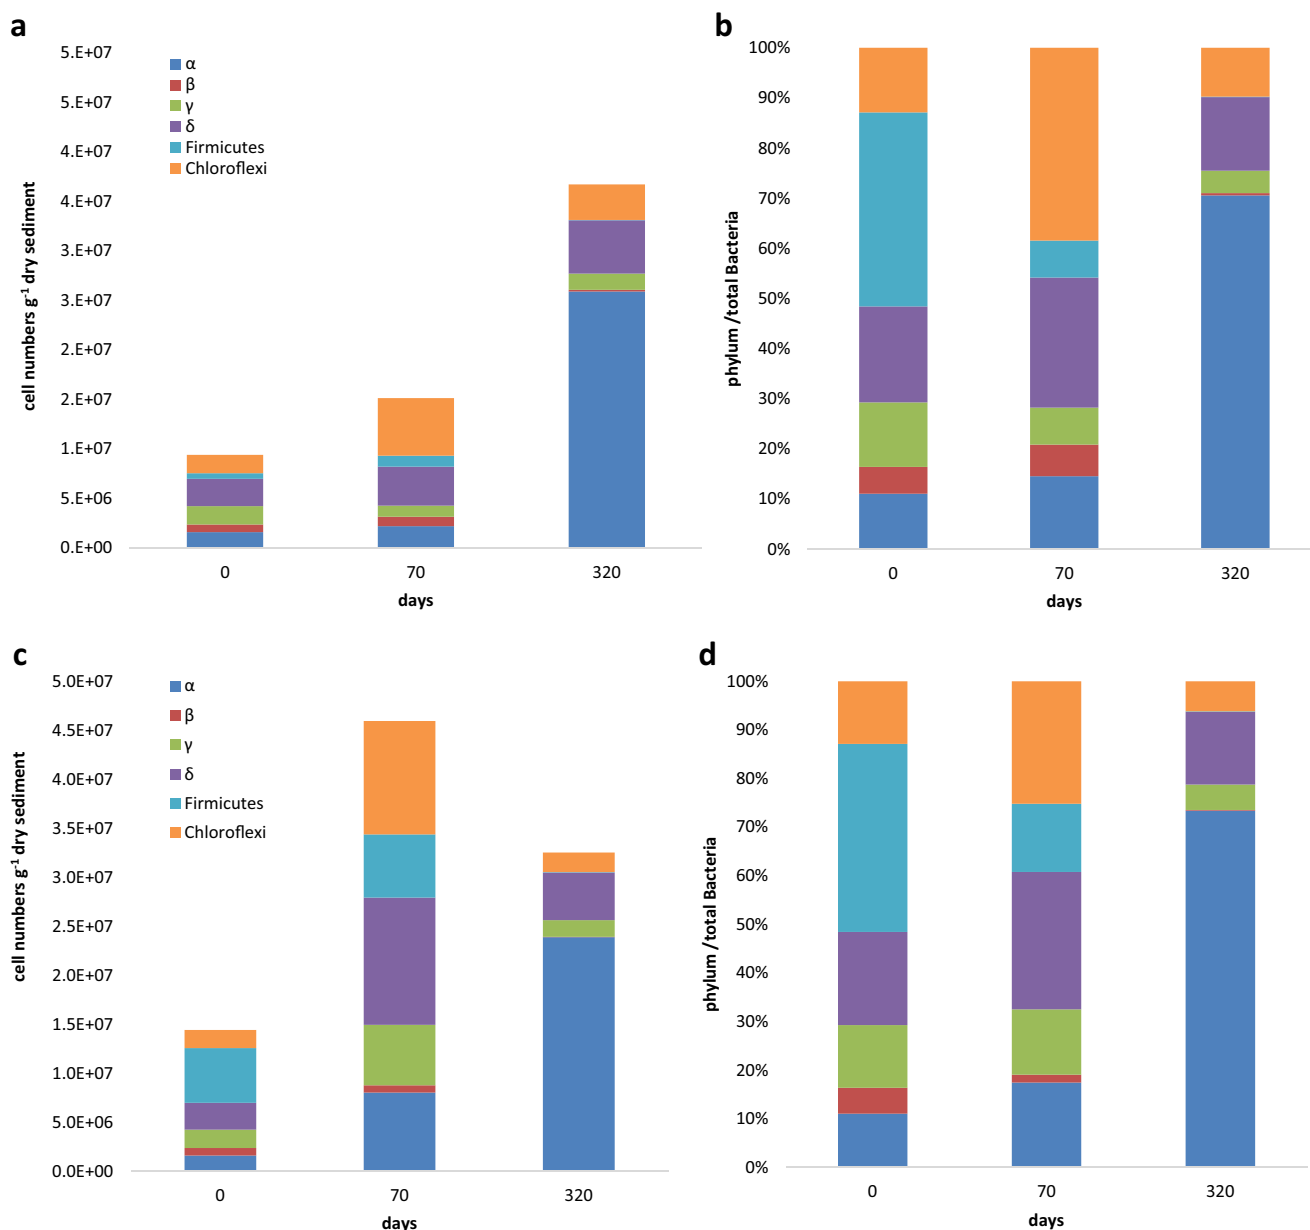 a
5.E+07
5.E+07
4.E+07
4.E+07
3.E+07
3.E+07
2.E+07
2.E+07
1.E+07
5.E+06
0.E+00
cell numbers g⁻¹ dry sediment
α
β
γ
δ
Firmicutes
Chloroflexi
0 70 320
days
b
100%
90%
80%
70%
60%
50%
40%
30%
20%
10%
0%
phylum /total Bacteria
0 70 320
days
c
5.0E+07
4.5E+07
4.0E+07
3.5E+07
3.0E+07
2.5E+07
2.0E+07
1.5E+07
1.0E+07
5.0E+06
0.0E+00
cell numbers g⁻¹ dry sediment
α
β
γ
δ
Firmicutes
Chloroflexi
0 70 320
days
d
100%
90%
80%
70%
60%
50%
40%
30%
20%
10%
0%
phylum /total Bacteria
0 70 320
days